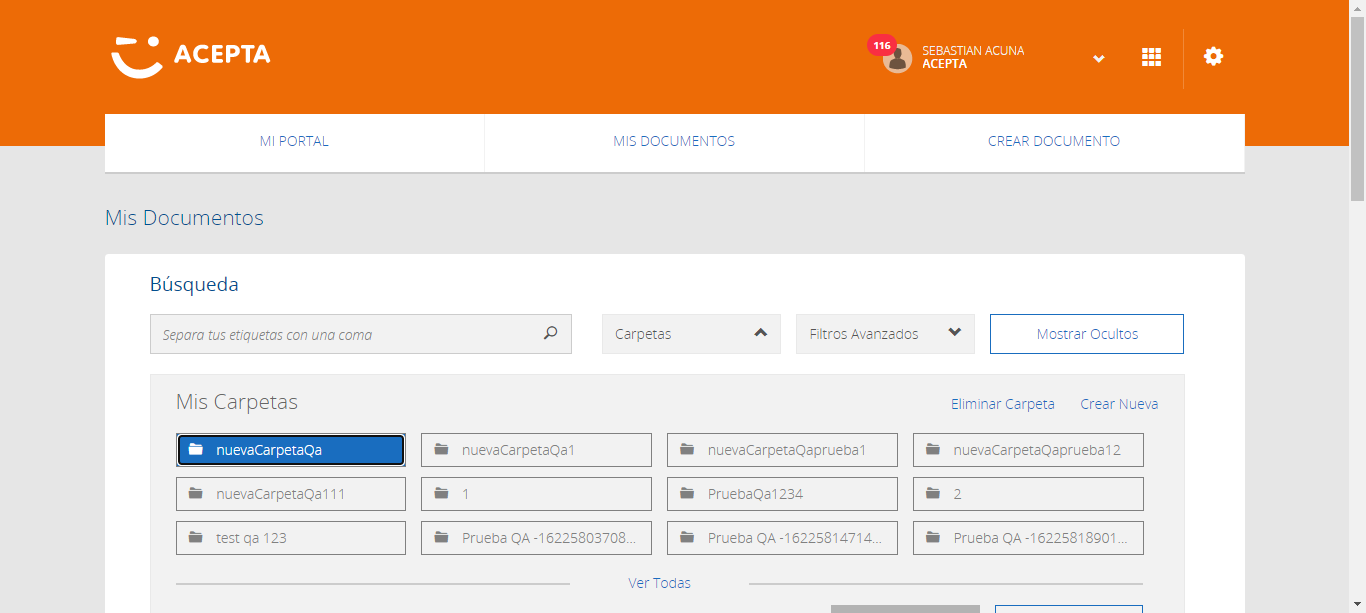 ACEPTA
116
SEBASTIAN ACUNA
ACEPTA
MI PORTAL
MIS DOCUMENTOS
CREAR DOCUMENTO
Mis Documentos
Búsqueda
Separa tus etiquetas con una coma
Carpetas
Filtros Avanzados
Mostrar Ocultos
Mis Carpetas
Eliminar Carpeta
Crear Nueva
nuevaCarpetaQa
nuevaCarpetaQa1
nuevaCarpetaQaprueba1
nuevaCarpetaQaprueba12
nuevaCarpetaQa111
1
PruebaQa1234
2
test qa 123
Prueba QA -16225803708...
Prueba QA -16225814714...
Prueba QA -16225818901...
Ver Todas